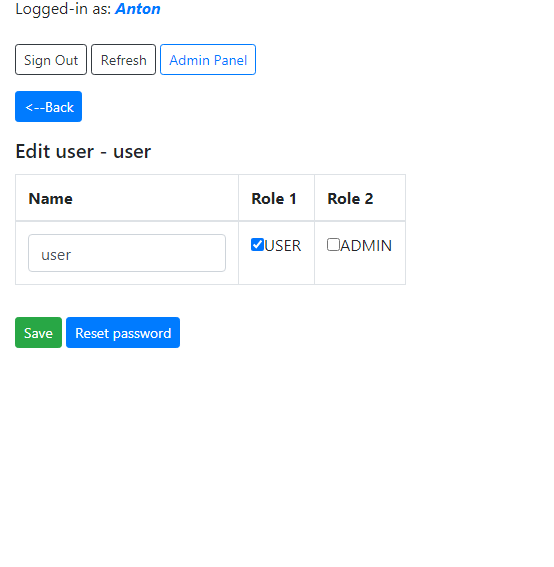 Logged-in as: Anton
Sign Out Refresh Admin Panel
<--Back
Edit user - user
Name Role 1 Role 2
user USER ADMIN
Save Reset password